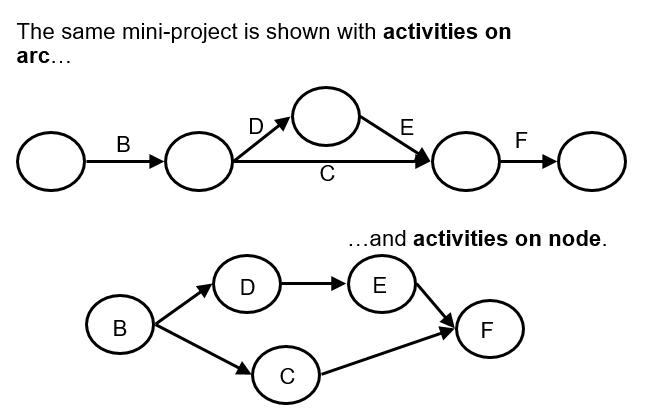 The same mini-project is shown with activities on
arc…
D
E
B
F
C
…and activities on node.
D
E
B
F
C